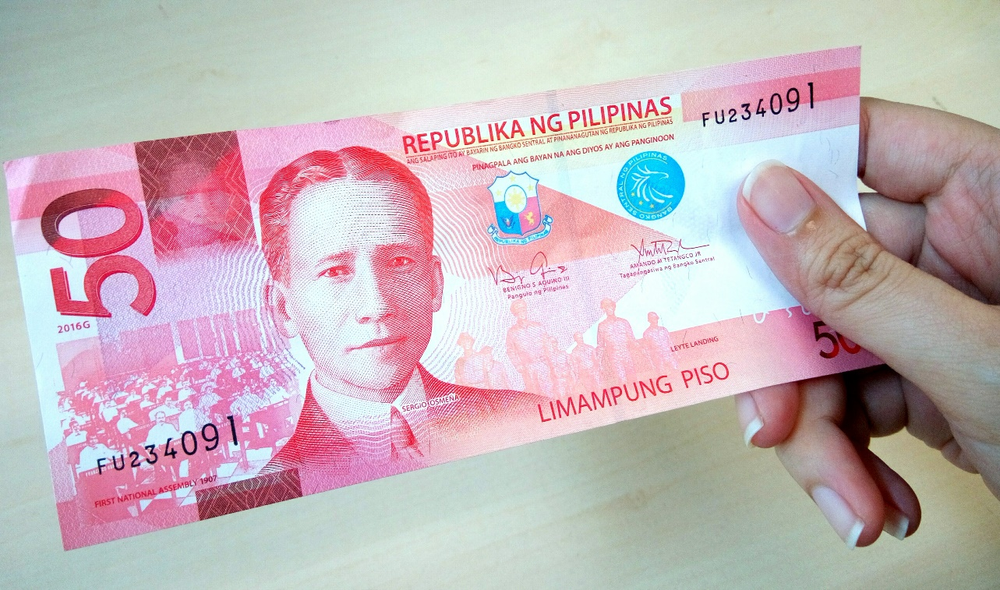 REPUBLIKA NG PILIPINAS
ANG SALAPING ITO AY BAYARIN NG BANGKO SENTRAL AT PINANANAGUTAN NG REPUBLIKA NG PILIPINAS
PINAGPALA ANG BAYAN NA ANG DIYOS AY ANG PANGINOON
FU234091
50
2016G
REPUBLIKA NG PILIPINAS
BANGKO SENTRAL NG PILIPINAS
BENIGNO S AQUINO III
Pangulo ng Pilipinas
AMANDO M TETANGCO JR
Tagapangasiwa ng Bangko Sentral
LEYTE LANDING
50
SERGIO OSMEÑA
LIMAMPUNG PISO
FU234091
FIRST NATIONAL ASSEMBLY 1907